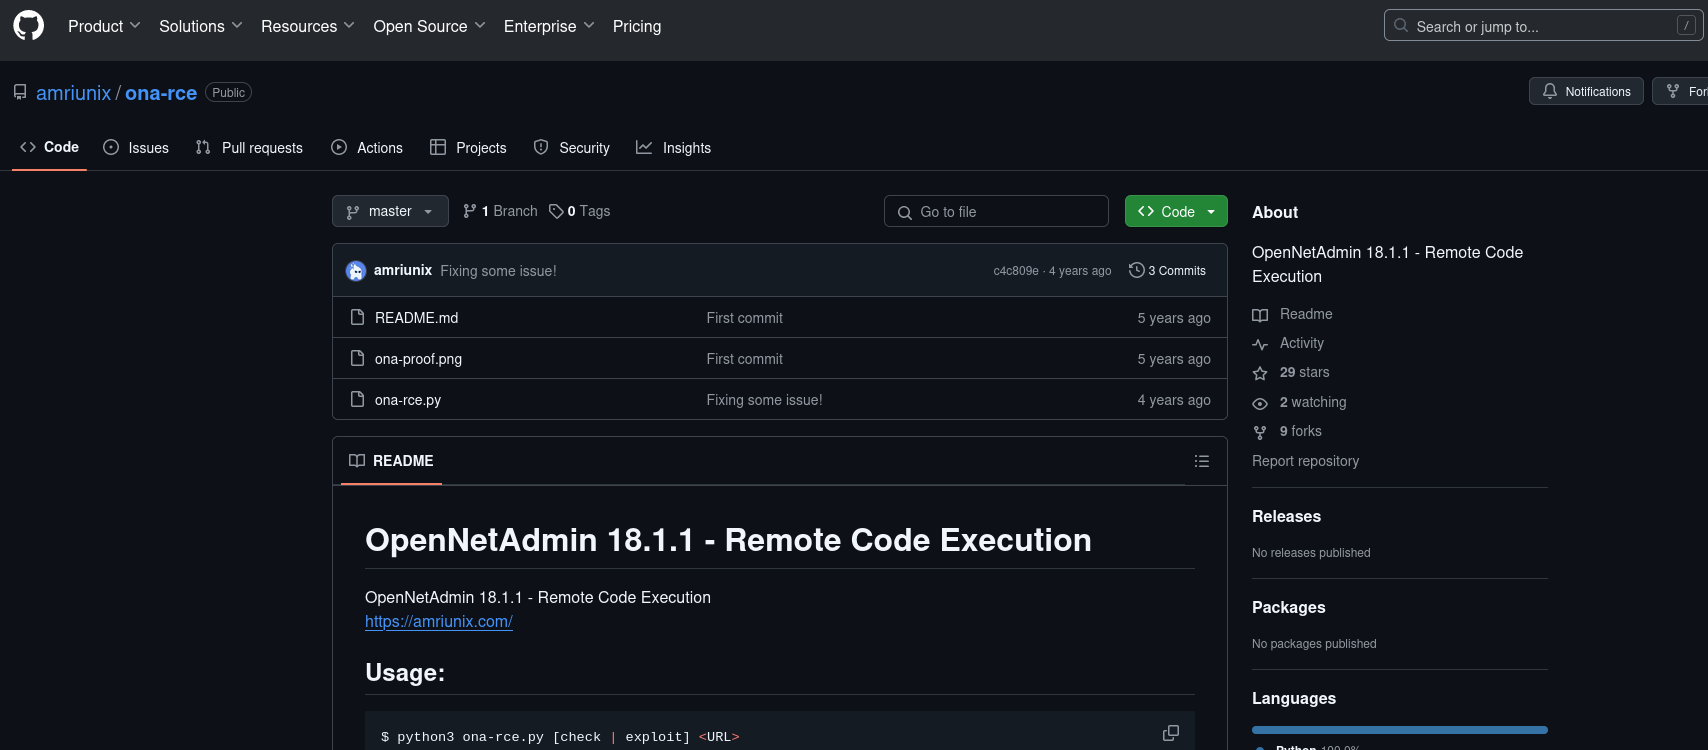 Product Solutions Resources Open Source Enterprise Pricing Search or jump to... /
amriunix / ona-rce Public Notifications
Code Issues Pull requests Actions Projects Security Insights
master 1 Branch 0 Tags Go to file Code
amriunix Fixing some issue! c4c809e · 4 years ago 3 Commits
README.md First commit 5 years ago
ona-proof.png First commit 5 years ago
ona-rce.py Fixing some issue! 4 years ago
README
OpenNetAdmin 18.1.1 - Remote Code Execution
OpenNetAdmin 18.1.1 - Remote Code Execution
https://amriunix.com/
Usage:
$ python3 ona-rce.py [check | exploit] <URL>
About
OpenNetAdmin 18.1.1 - Remote Code
Execution
Readme
Activity
29 stars
2 watching
9 forks
Report repository
Releases
No releases published
Packages
No packages published
Languages
Python 100.0%